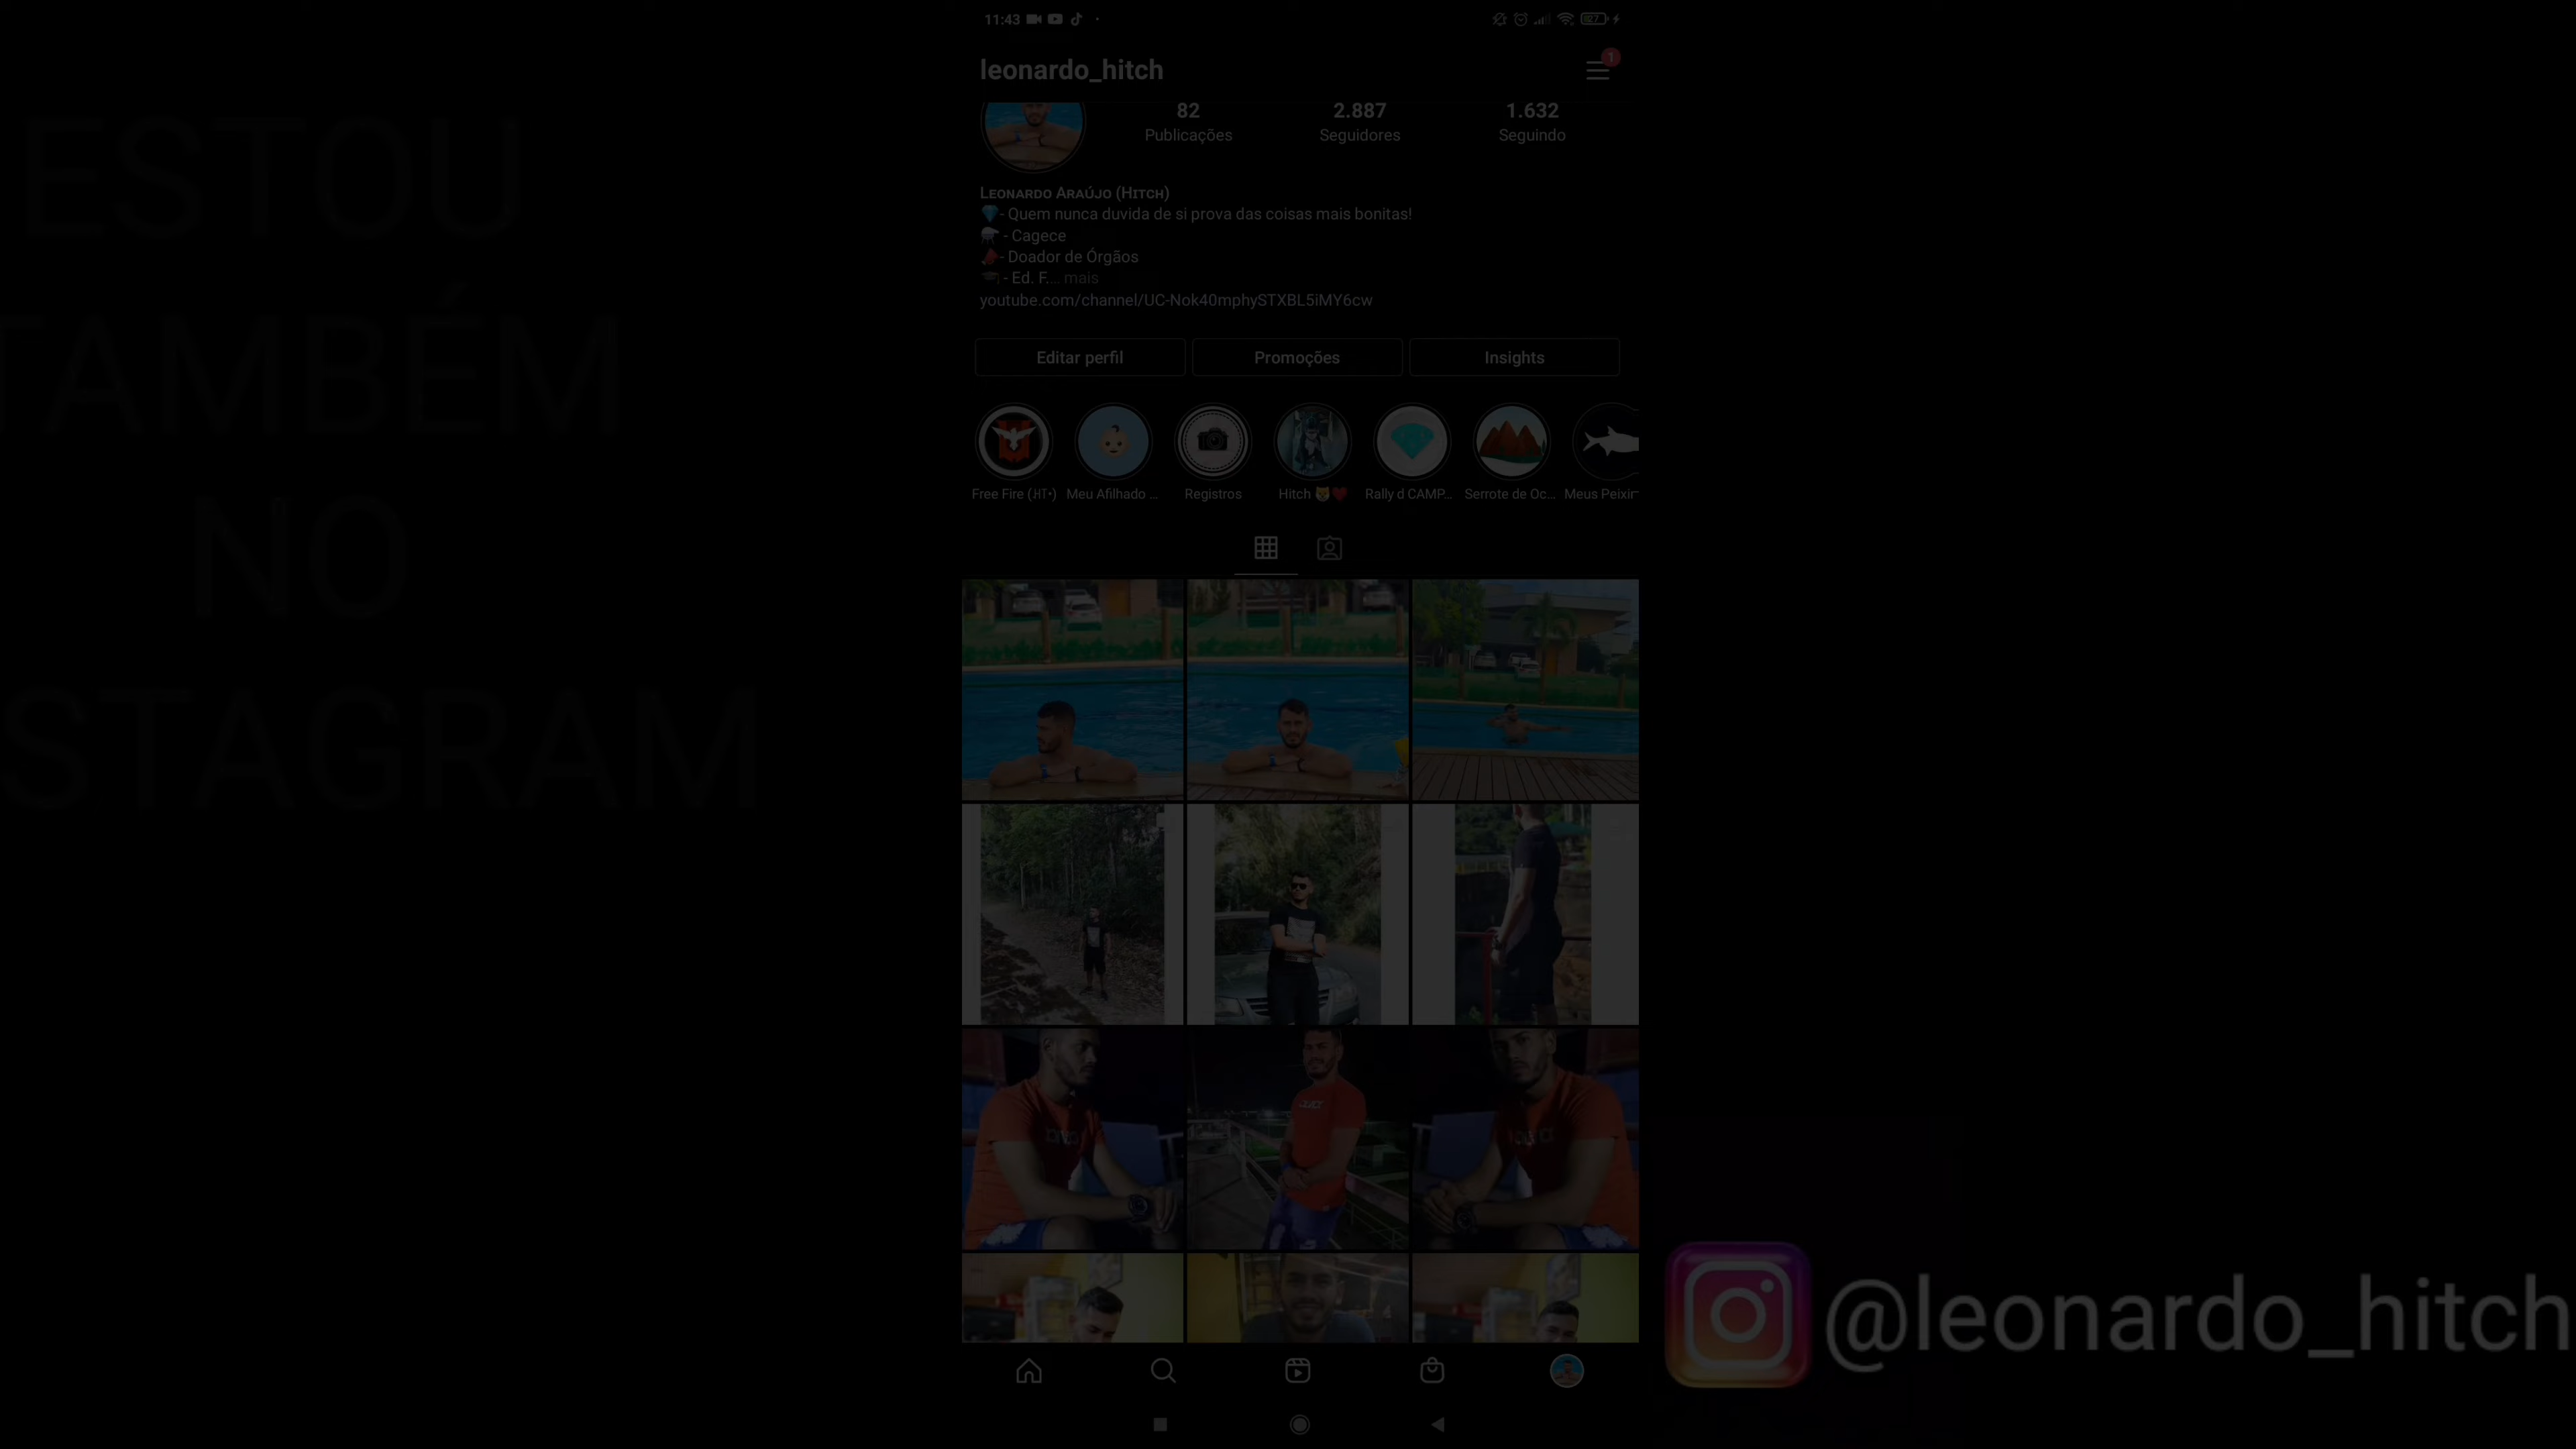 11:43
leonardo_hitch
1
82
2.887
1.632
Publicações
Seguidores
Seguindo
Leonardo Araújo (Hitch)
- Quem nunca duvida de si prova das coisas mais bonitas!
- Cagece
- Doador de Órgãos
- Ed. F... mais
youtube.com/channel/UC-Nok40mphySTXBL5iMY6cw
Editar perfil
Promoções
Insights
Free Fire
Meu Afilhado ...
Registros
Hitch
Rally d CAMP...
Serrote de Oc...
Meus
ESTOU
TAMBÉM
NO
STAGRAM
@leonardo_hitch